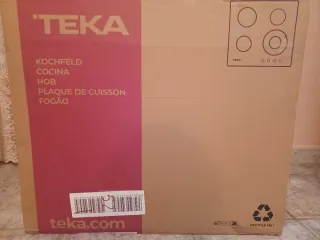 TEKA
KOCHFELD
COCINA
HOB
PLAQUE DE CUISSON
FOGÃO
teka.com